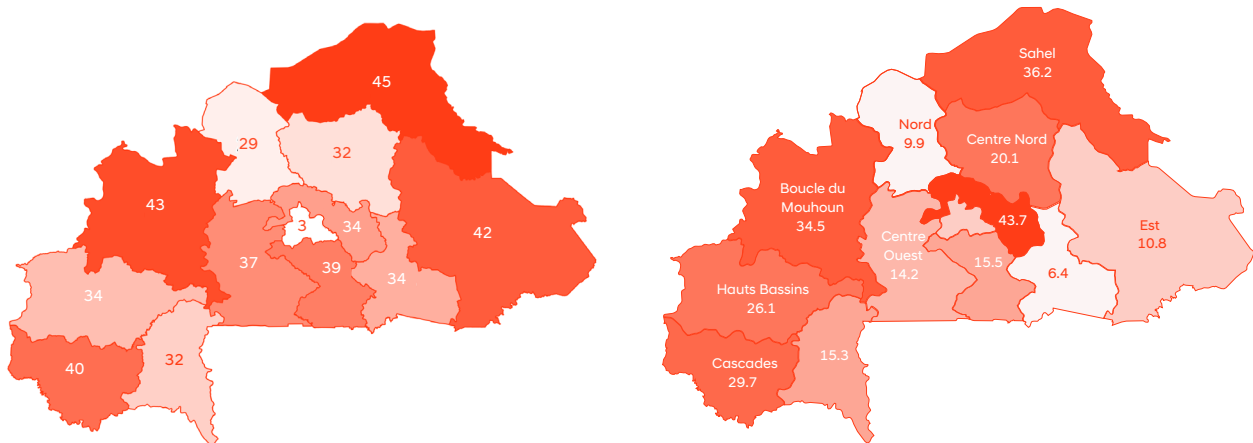 45
29
32
43
3
34
42
37
39
34
34
40
32
Sahel
36.2
Nord
9.9
Centre Nord
20.1
Boucle du
Mouhoun
34.5
43.7
Est
10.8
Centre
Ouest
14.2
15.5
6.4
Hauts Bassins
26.1
15.3
Cascades
29.7